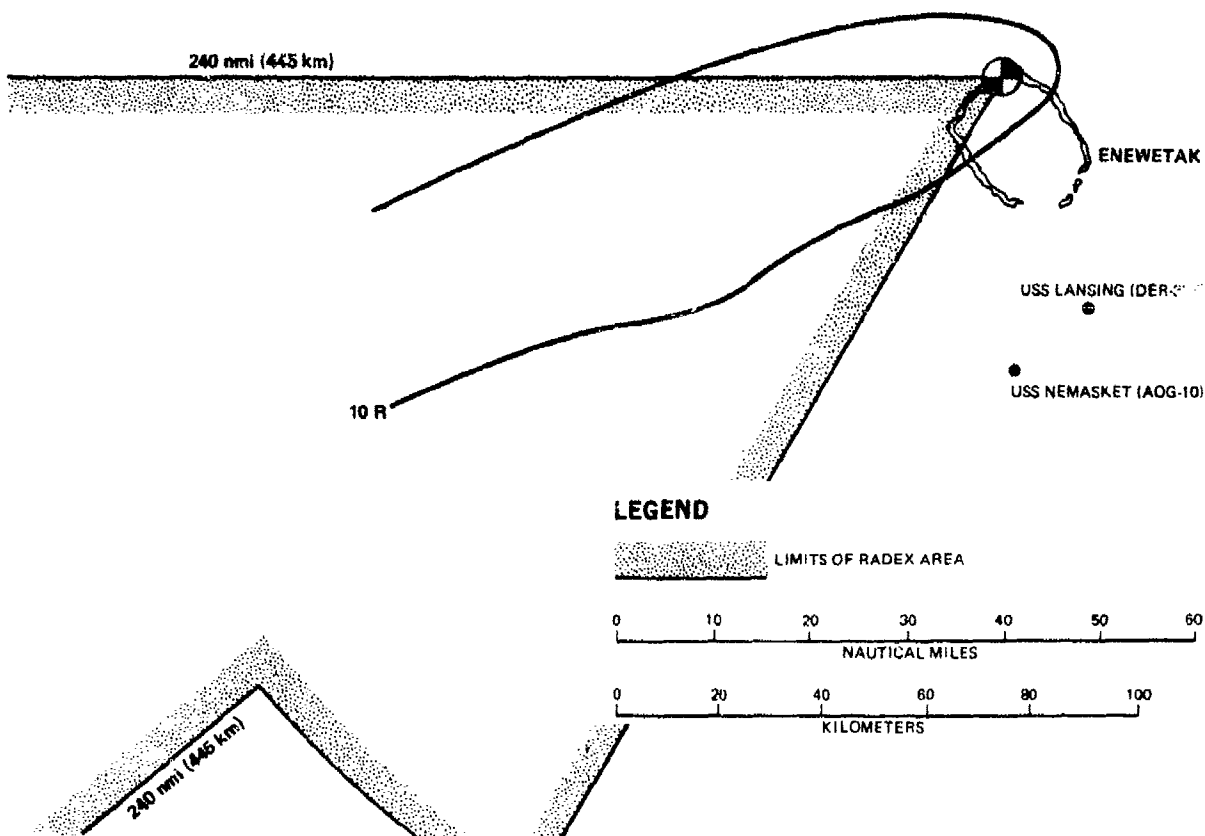 240 nmi (445 km)
ENEWETAK
USS LANSING (DER-
USS NEMASKET (AOG-10)
10 R
LEGEND
LIMITS OF RADEX AREA
0 10 20 30 40 50 60
NAUTICAL MILES
0 20 40 60 80 100
KILOMETERS
240 nmi (445 km)